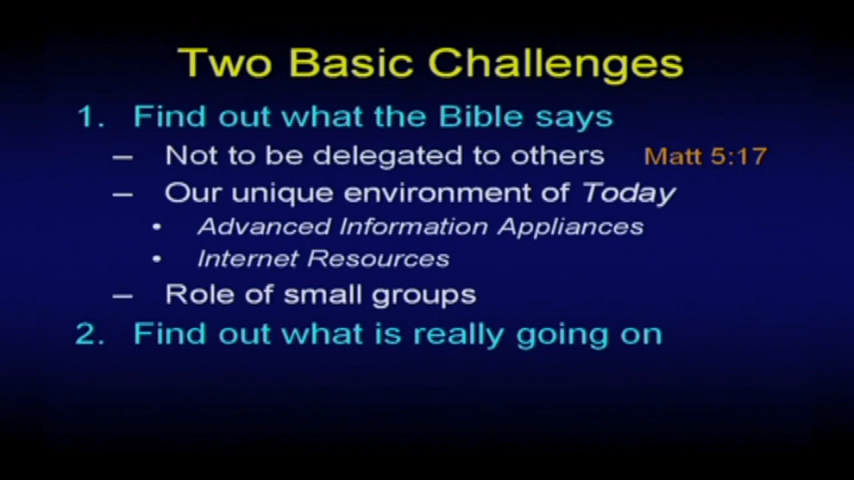 Two Basic Challenges
1. Find out what the Bible says
– Not to be delegated to others Matt 5:17
– Our unique environment of Today
• Advanced Information Appliances
• Internet Resources
– Role of small groups
2. Find out what is really going on